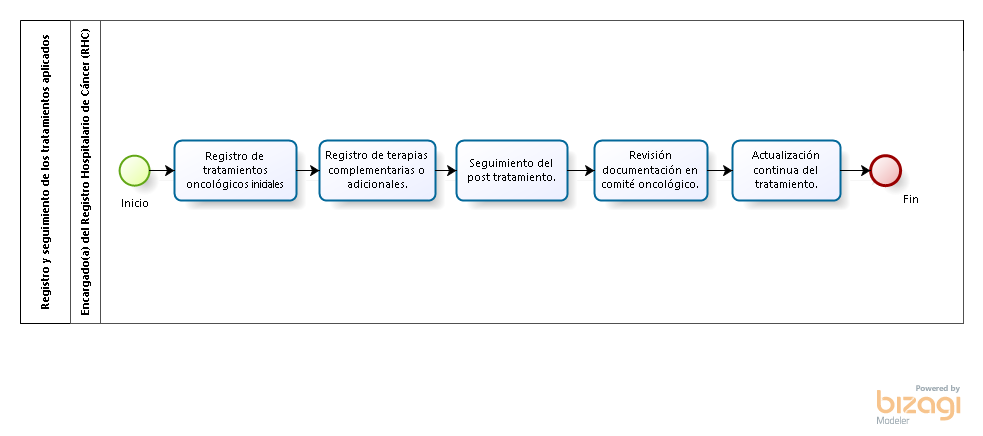 Registro y seguimiento de los tratamientos aplicados
Encargado(a) del Registro Hospitalario de Cáncer (RHC)
Inicio
Registro de
tratamientos
oncológicos iniciales
Registro de terapias
complementarias o
adicionales.
Seguimiento del
post tratamiento.
Revisión
documentación en
comité oncológico.
Actualización
continua del
tratamiento.
Fin
Powered by
bizagi
Modeler